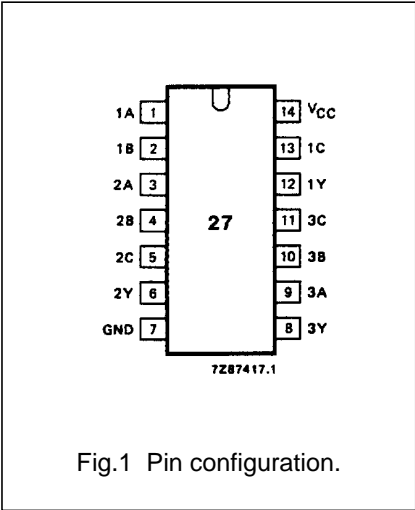 1A 1 14 VCC
1B 2 13 1C
2A 3 12 1Y
2B 4 27 11 3C
2C 5 10 3B
2Y 6 9 3A
GND 7 8 3Y
7Z87417.1
Fig.1 Pin configuration.